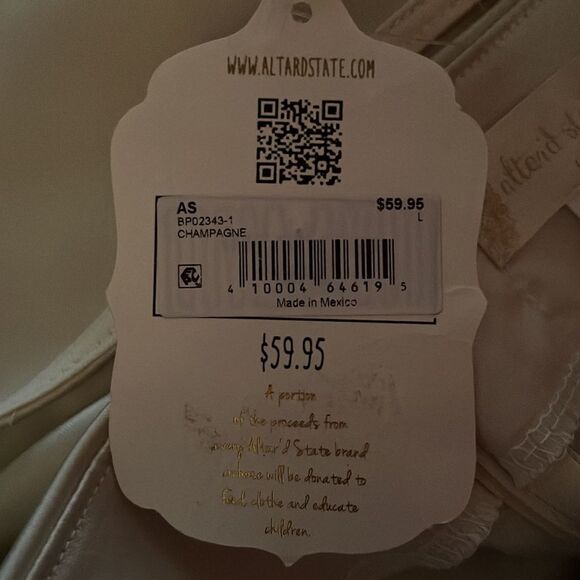 WWW.ALTARDSTATE.COM
AS $59.95
BP02343-1 L
CHAMPAGNE
4 10004 64619 5
Made in Mexico
$59.95
A portion
of the proceeds from
every Altar'd State brand
will be donated to
feed, clothe and educate
children.
altar'd